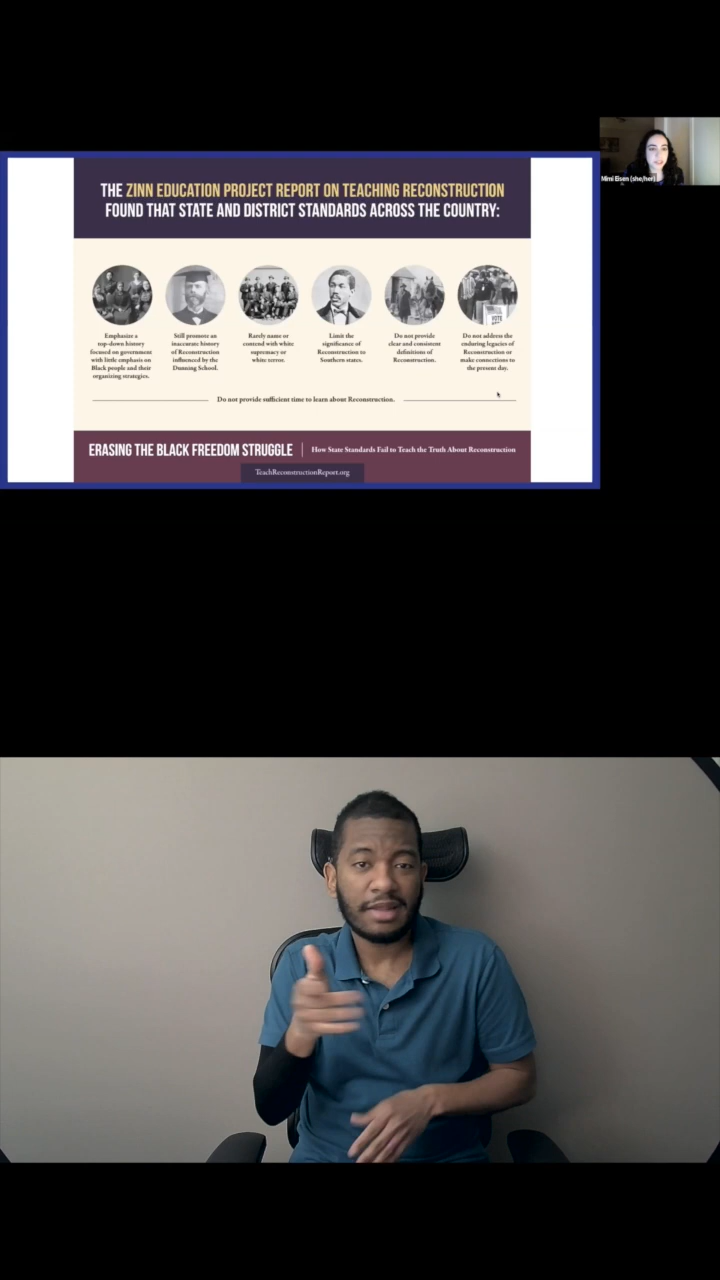 THE ZINN EDUCATION PROJECT REPORT ON TEACHING RECONSTRUCTION
FOUND THAT STATE AND DISTRICT STANDARDS ACROSS THE COUNTRY:
Mimi Eisen (she/her)
Emphasize a
top-down history
focused on government
with little emphasis on
Black people and their
organizing strategies.
Still promote an
inaccurate history
of Reconstruction
influenced by the
Dunning School.
Rarely name or
contend with white
supremacy or
white terror.
Limit the
significance of
Reconstruction to
Southern states.
Do not provide
clear and consistent
definitions of
Reconstruction.
VOTE
Do not address the
enduring legacies of
Reconstruction or
make connections to
the present day.
Do not provide sufficient time to learn about Reconstruction.
ERASING THE BLACK FREEDOM STRUGGLE
How State Standards Fail to Teach the Truth About Reconstruction
TeachReconstructionReport.org